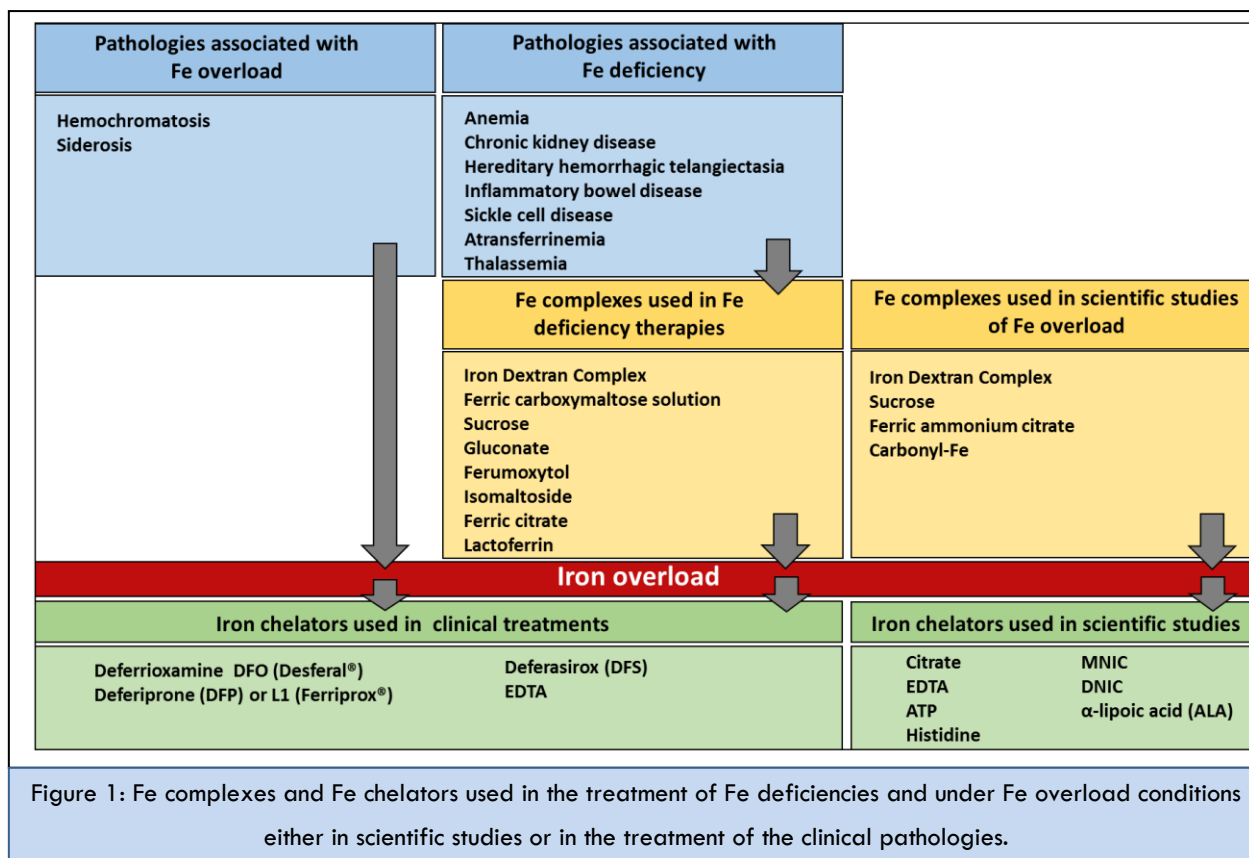 Pathologies associated with
Fe overload
Pathologies associated with
Fe deficiency
Hemochromatosis
Siderosis
Anemia
Chronic kidney disease
Hereditary hemorrhagic telangiectasia
Inflammatory bowel disease
Sickle cell disease
Atransferrinemia
Thalassemia
Fe complexes used in Fe
deficiency therapies
Fe complexes used in scientific studies
of Fe overload
Iron Dextran Complex
Ferric carboxymaltose solution
Sucrose
Gluconate
Ferumoxytol
Isomaltoside
Ferric citrate
Lactoferrin
Iron Dextran Complex
Sucrose
Ferric ammonium citrate
Carbonyl-Fe
Iron overload
Iron chelators used in clinical treatments
Iron chelators used in scientific studies
Deferrioxamine DFO (Desferal®)
Deferiprone (DFP) or L1 (Ferriprox®)
Deferasirox (DFS)
EDTA
Citrate
EDTA
ATP
Histidine
MNIC
DNIC
α-lipoic acid (ALA)
Figure 1: Fe complexes and Fe chelators used in the treatment of Fe deficiencies and under Fe overload conditions
either in scientific studies or in the treatment of the clinical pathologies.